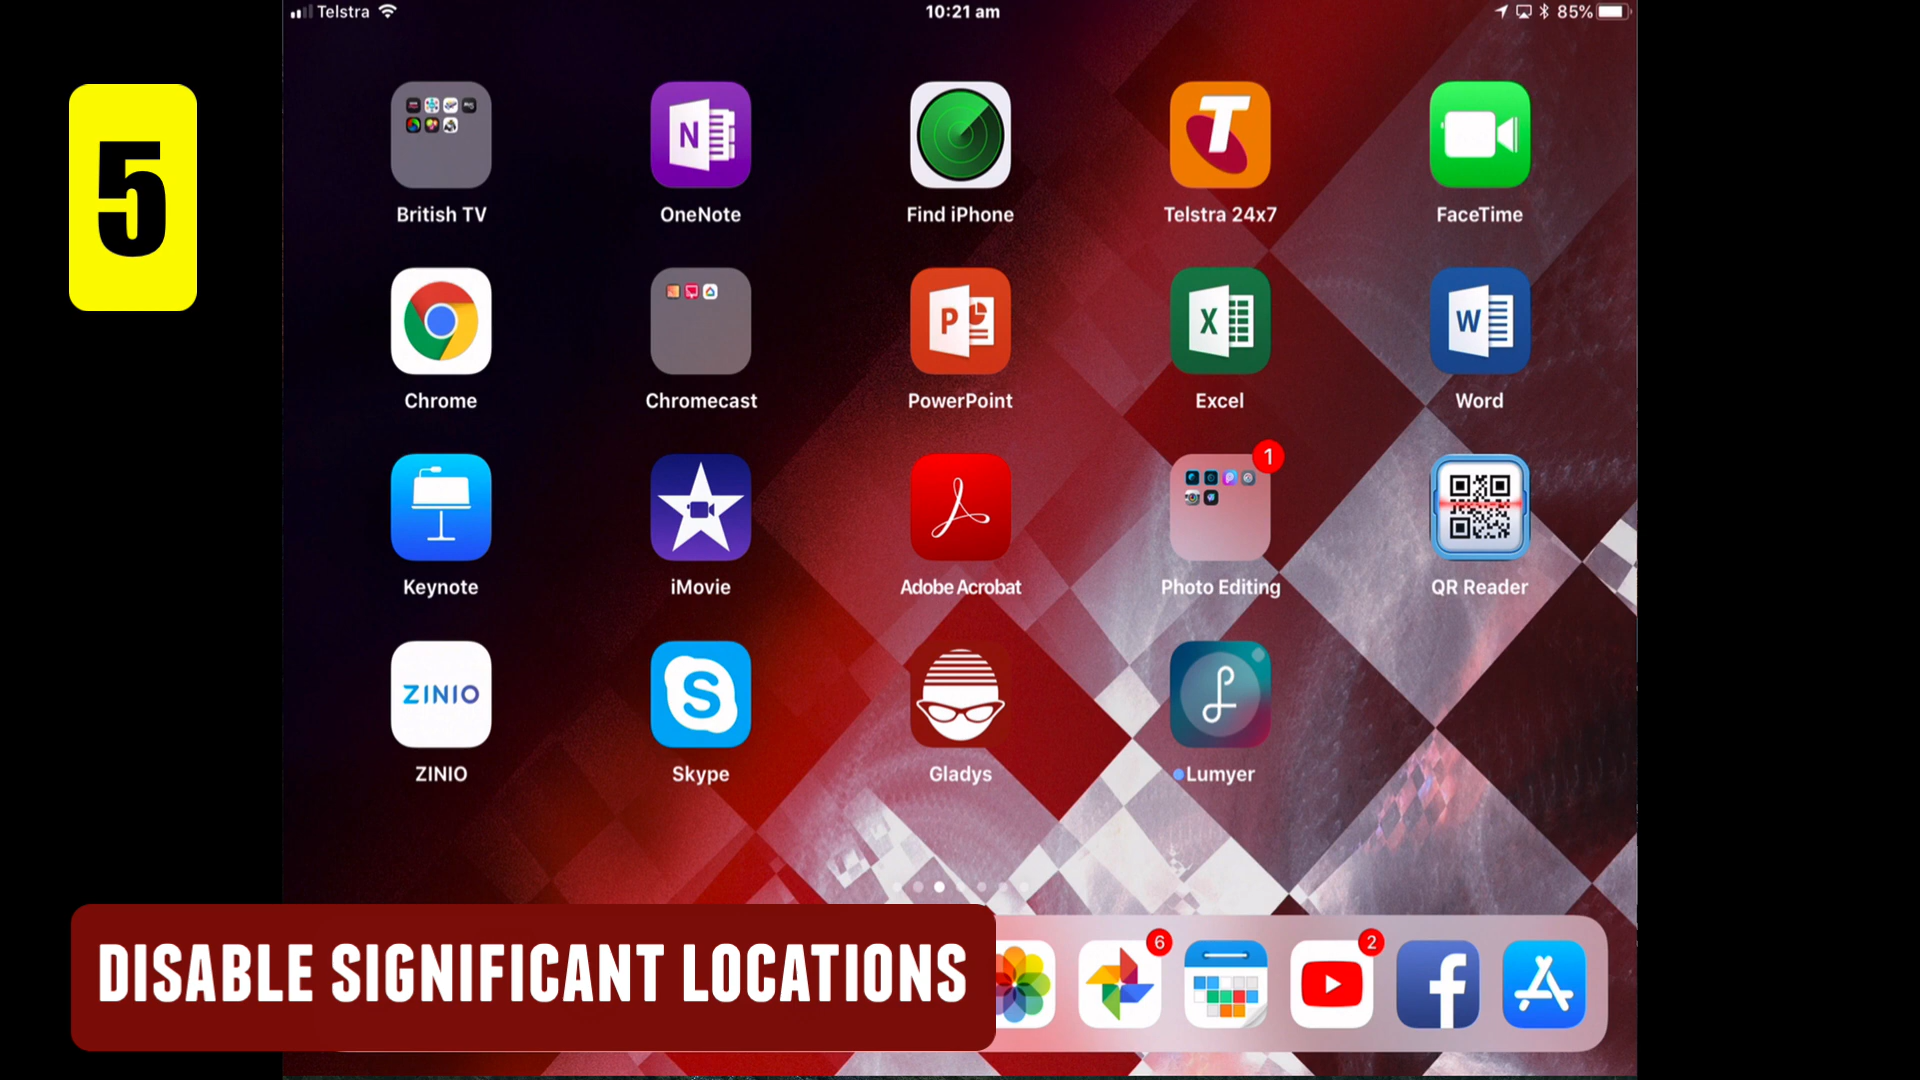 Telstra
10:21 am
85%
5
British TV
OneNote
Find iPhone
Telstra 24x7
FaceTime
N
T
Chrome
Chromecast
PowerPoint
Excel
Word
P
X
W
1
Keynote
iMovie
Adobe Acrobat
Photo Editing
QR Reader
ZINIO
S
ZINIO
Skype
Gladys
Lumyer
DISABLE SIGNIFICANT LOCATIONS
6
2
f